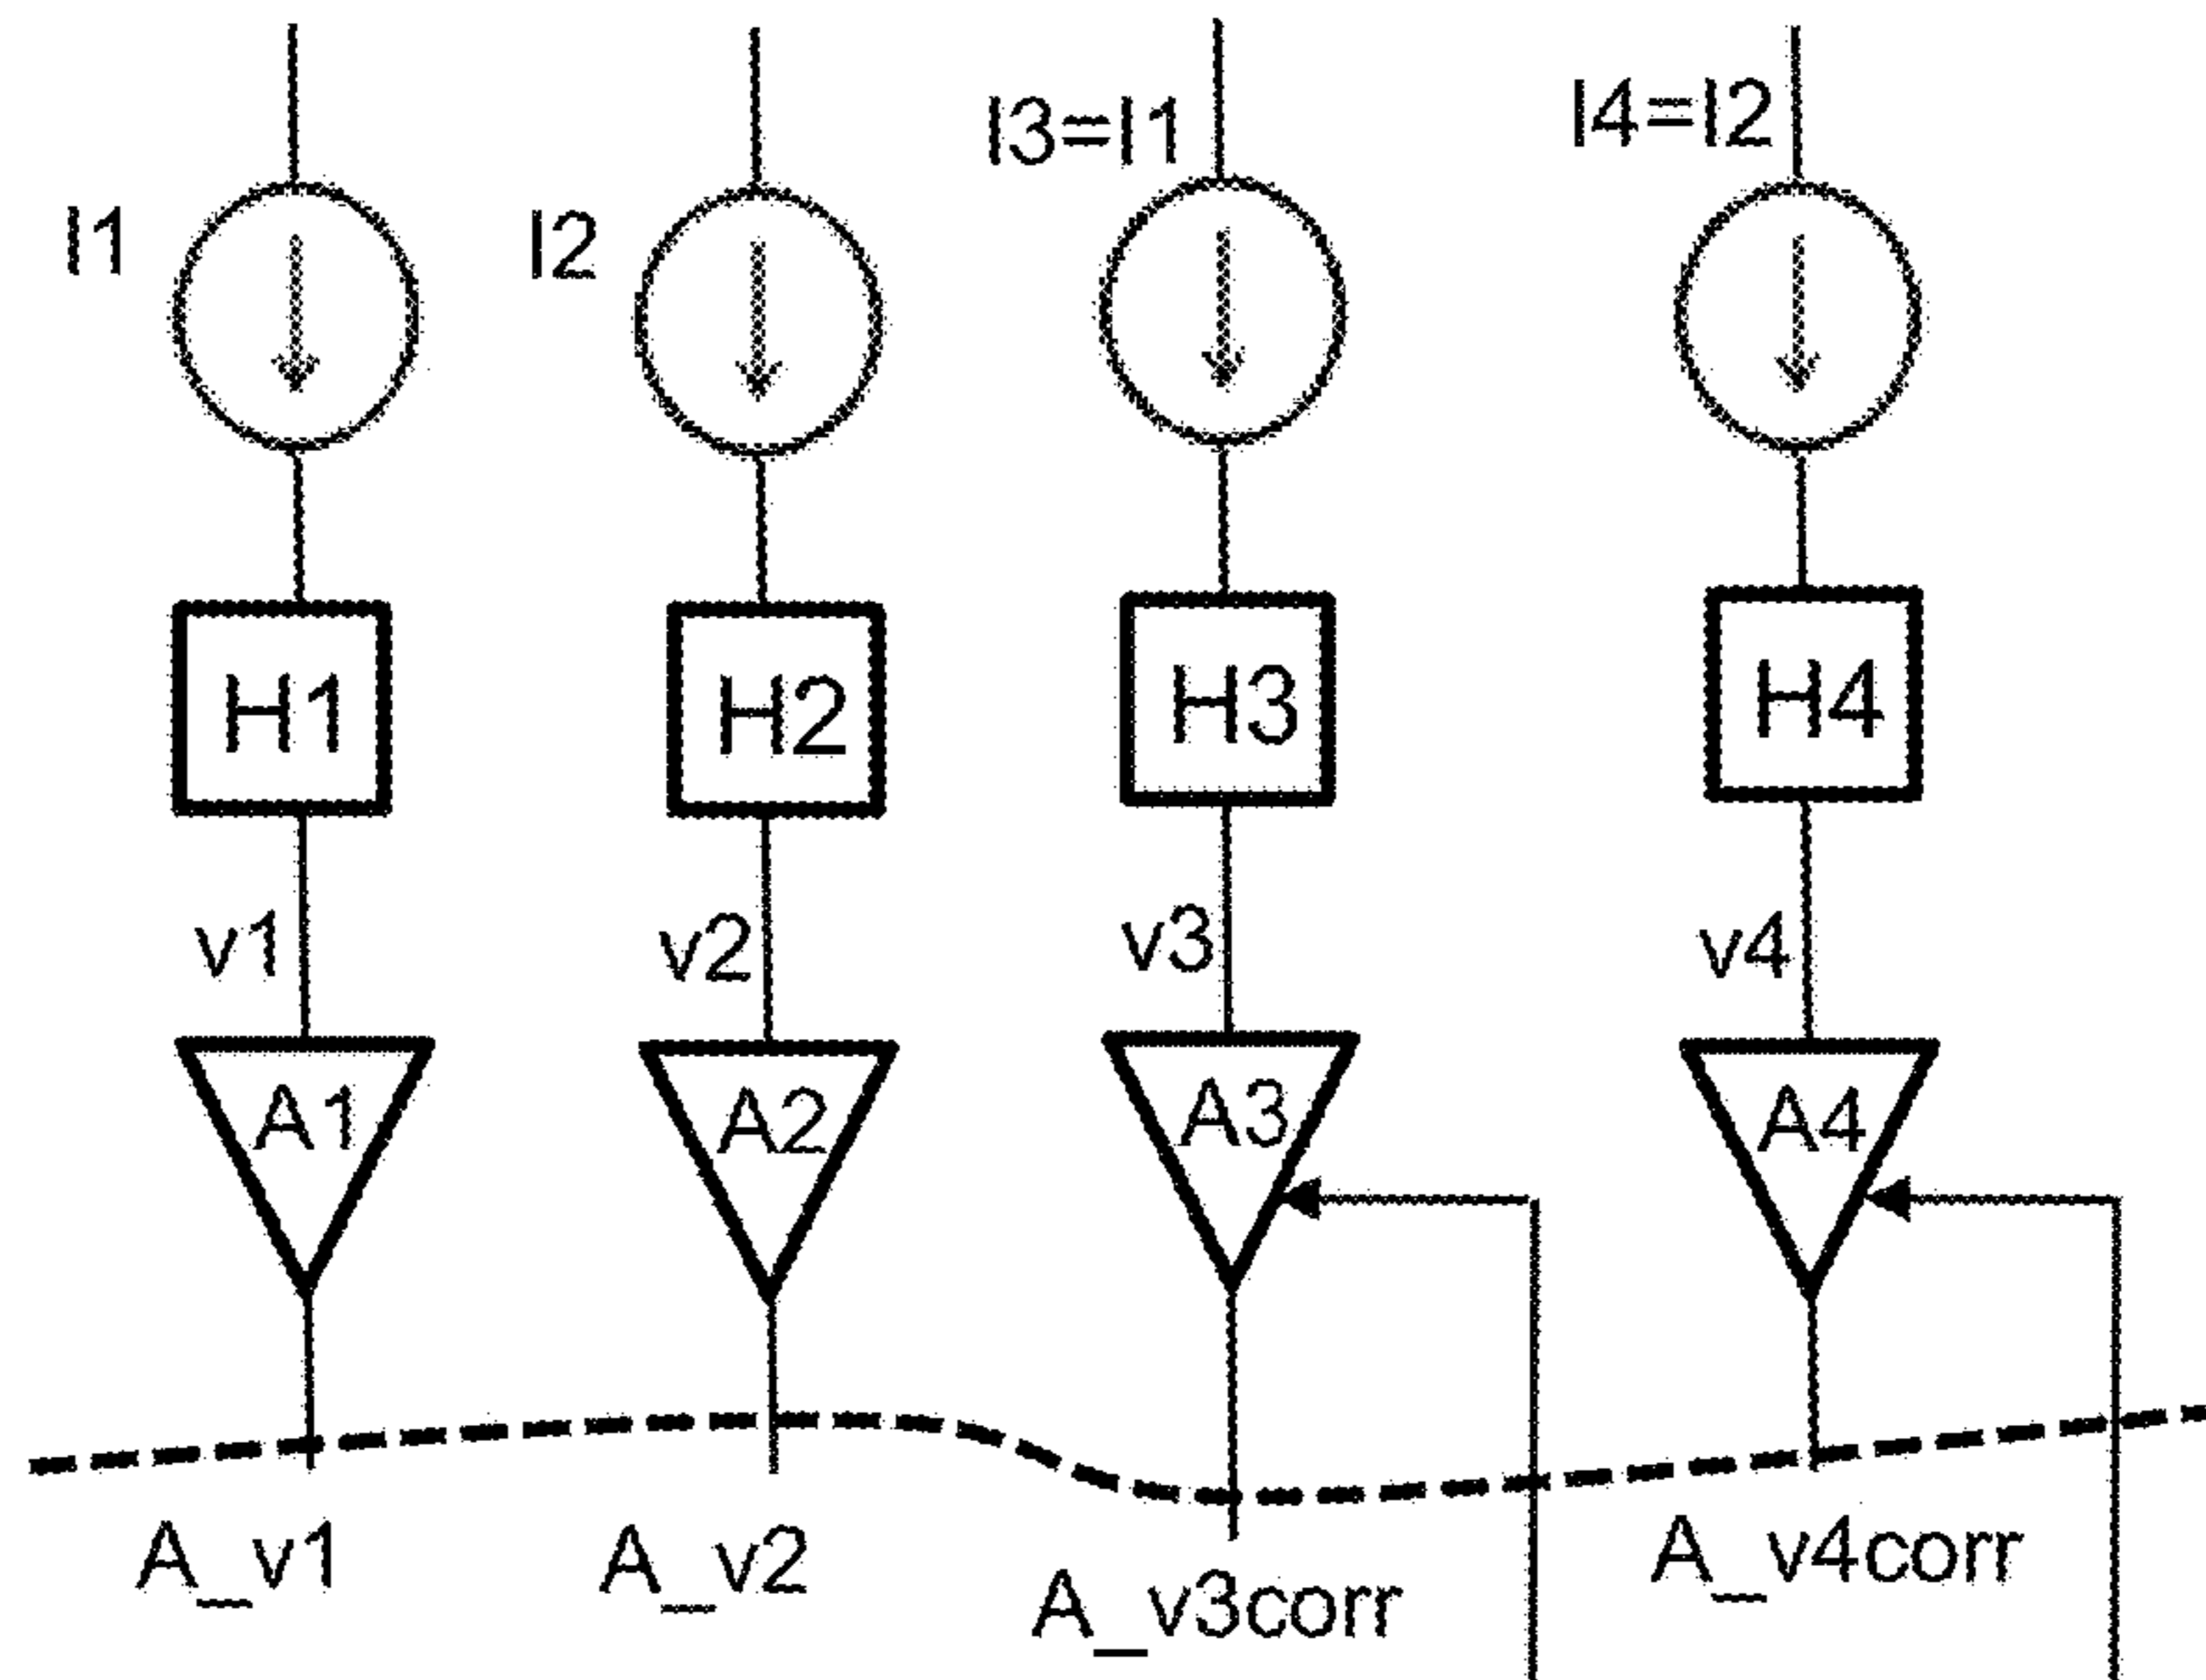 I1
I2
I3=I1
I4=I2
H1
H2
H3
H4
v1
v2
v3
v4
A1
A2
A3
A4
A_v1
A_v2
A_v3corr
A_v4corr